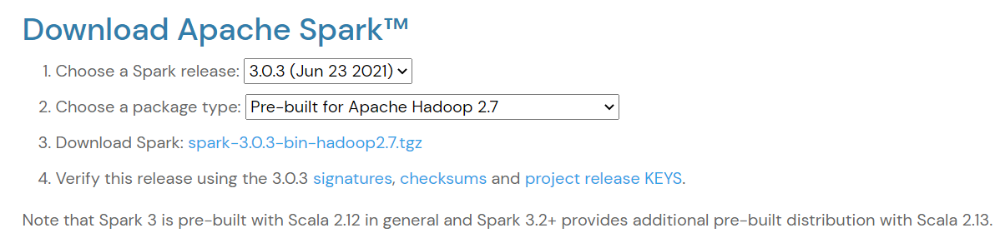 Download Apache Spark™
1. Choose a Spark release: 3.0.3 (Jun 23 2021)
2. Choose a package type: Pre-built for Apache Hadoop 2.7
3. Download Spark: spark-3.0.3-bin-hadoop2.7.tgz
4. Verify this release using the 3.0.3 signatures, checksums and project release KEYS.
Note that Spark 3 is pre-built with Scala 2.12 in general and Spark 3.2+ provides additional pre-built distribution with Scala 2.13.